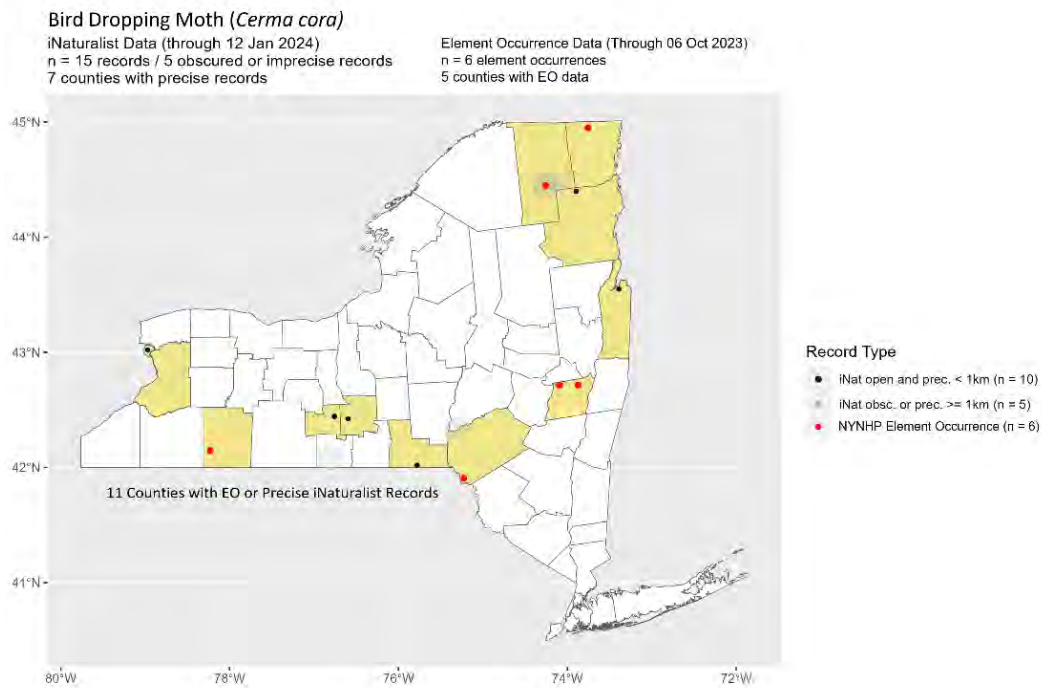 Bird Dropping Moth (Cerma cora)
iNaturalist Data (through 12 Jan 2024)
n = 15 records / 5 obscured or imprecise records
7 counties with precise records
Element Occurrence Data (Through 06 Oct 2023)
n = 6 element occurrences
5 counties with EO data
45°N
44°N
43°N
42°N
41°N
11 Counties with EO or Precise iNaturalist Records
80°W
78°W
76°W
74°W
72°W
Record Type
iNat open and prec. < 1km (n = 10)
iNat obsc. or prec. >= 1km (n = 5)
NYNHP Element Occurrence (n = 6)